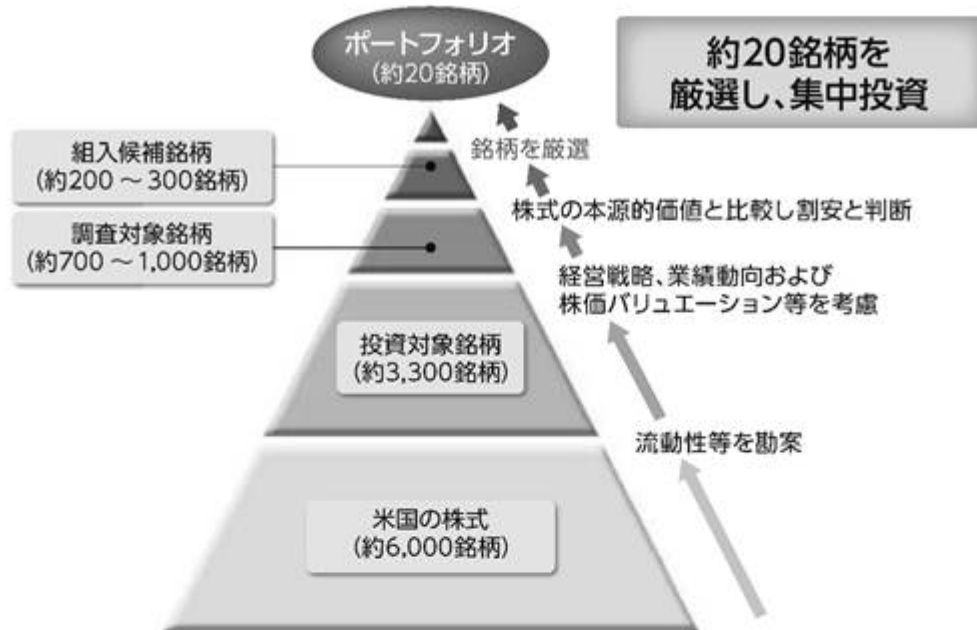 ポートフォリオ
(約20銘柄)
約20銘柄を
厳選し、集中投資
銘柄を厳選
組入候補銘柄
(約200 ～ 300銘柄)
株式の本源的価値と比較し割安と判断
調査対象銘柄
(約700 ～ 1,000銘柄)
経営戦略、業績動向および
株価バリュエーション等を考慮
投資対象銘柄
(約3,300銘柄)
流動性等を勘案
米国の株式
(約6,000銘柄)